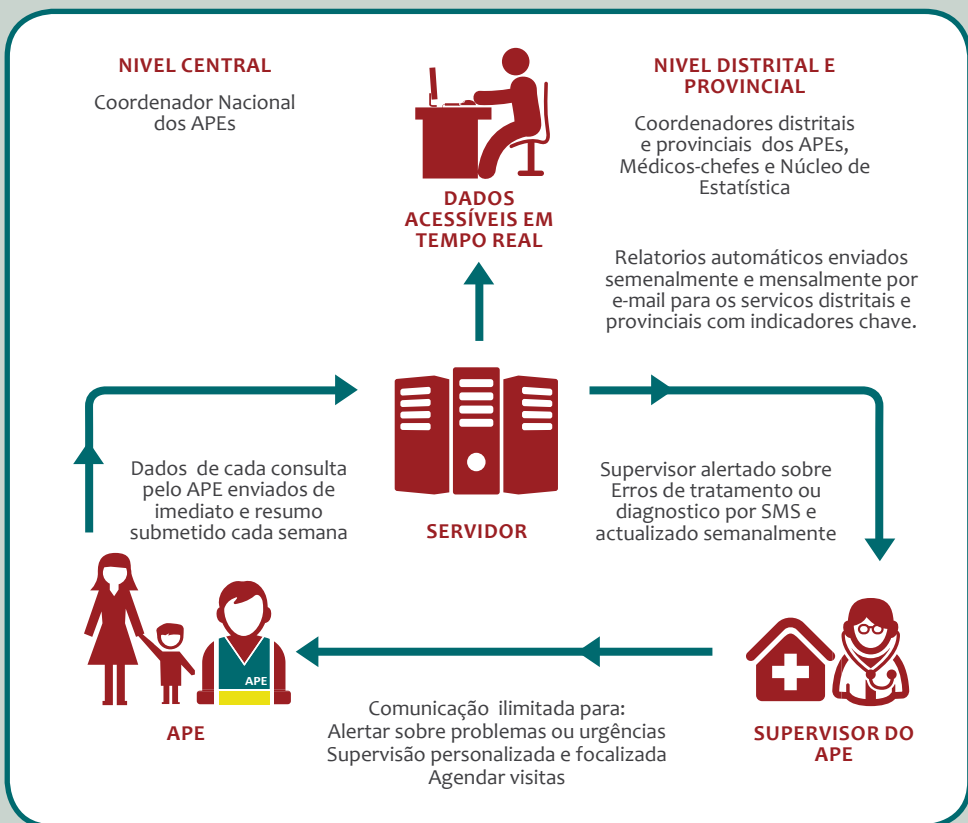 NIVEL CENTRAL
Coordenador Nacional
dos APEs
NIVEL DISTRITAL E
PROVINCIAL
Coordenadores distritais
e provinciais dos APEs,
Médicos-chefes e Núcleo de
Estatística
DADOS
ACESSÍVEIS EM
TEMPO REAL
Relatorios automáticos enviados
semenalmente e mensalmente por
e-mail para os servicos distritais e
provinciais com indicadores chave.
Dados de cada consulta
pelo APE enviados de
imediato e resumo
submetido cada semana
SERVIDOR
Supervisor alertado sobre
Erros de tratamento ou
diagnostico por SMS e
actualizado semanalmente
APE
APE
Comunicação ilimitada para:
Alertar sobre problemas ou urgências
Supervisão personalizada e focalizada
Agendar visitas
SUPERVISOR DO
APE